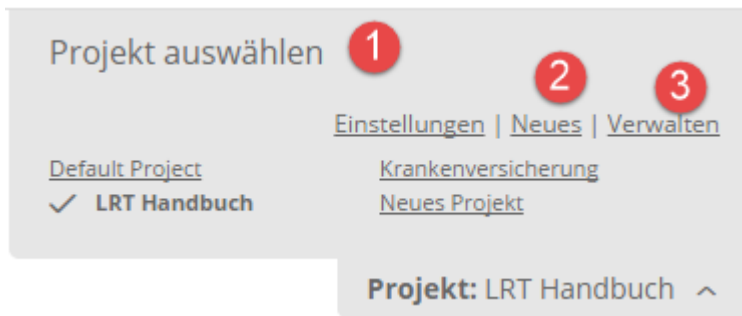 Projekt auswählen 1
2 3
Einstellungen | Neues | Verwalten
Default Project Krankenversicherung
✓ LRT Handbuch Neues Projekt
Projekt: LRT Handbuch